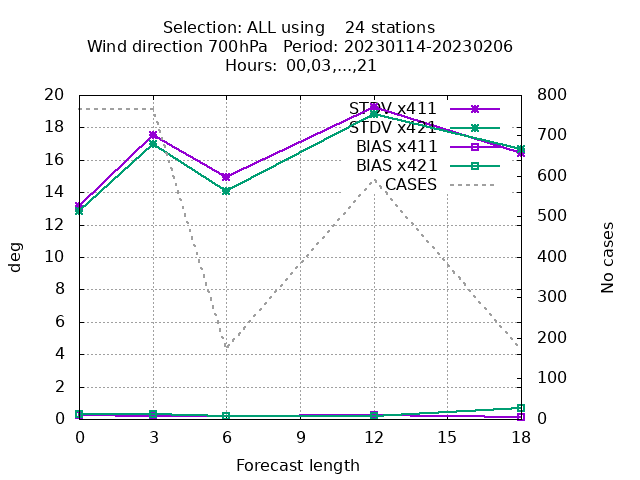 Selection: ALL using 24 stations
Wind direction 700hPa Period: 20230114-20230206
Hours: 00,03,...,21
20 800
STDV x411
18 700
STDV x421
16 600
BIAS x411
BIAS x421
14 500
CASES
12
10 400
8 300
6
4 200
2 100
0 0
deg
No cases
0 3 6 9 12 15 18
Forecast length